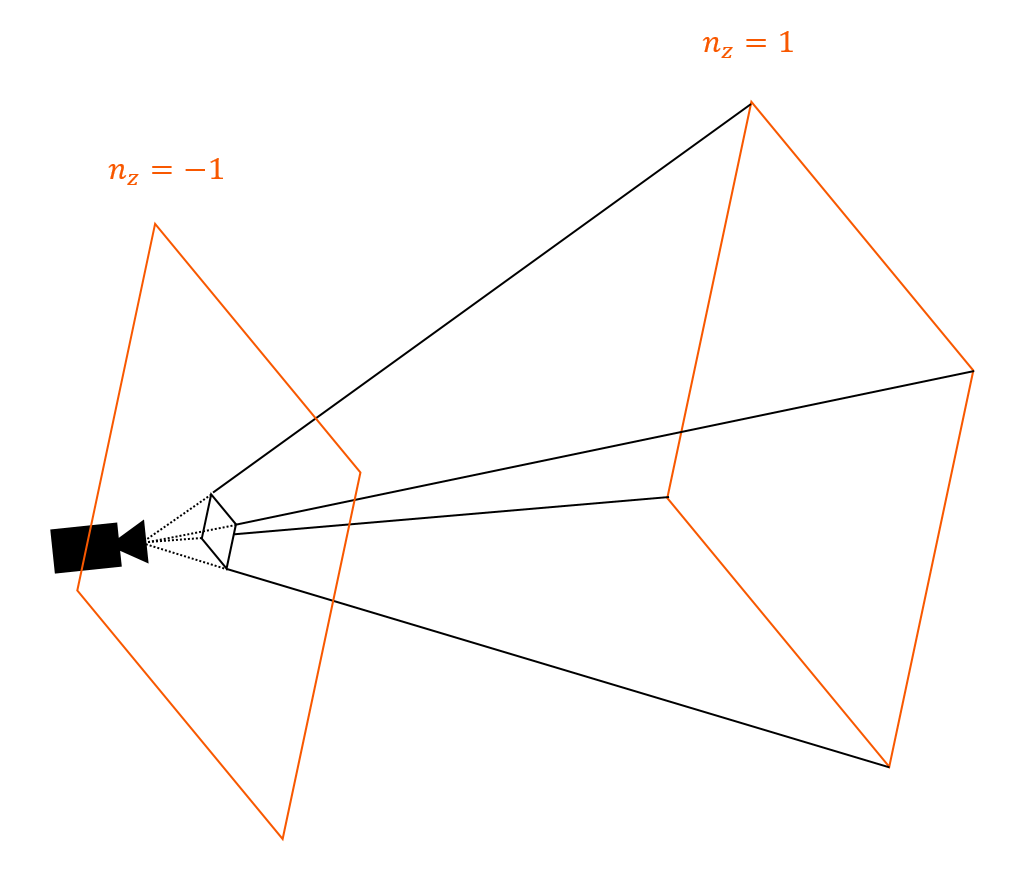 n_z = 1
n_z = −1